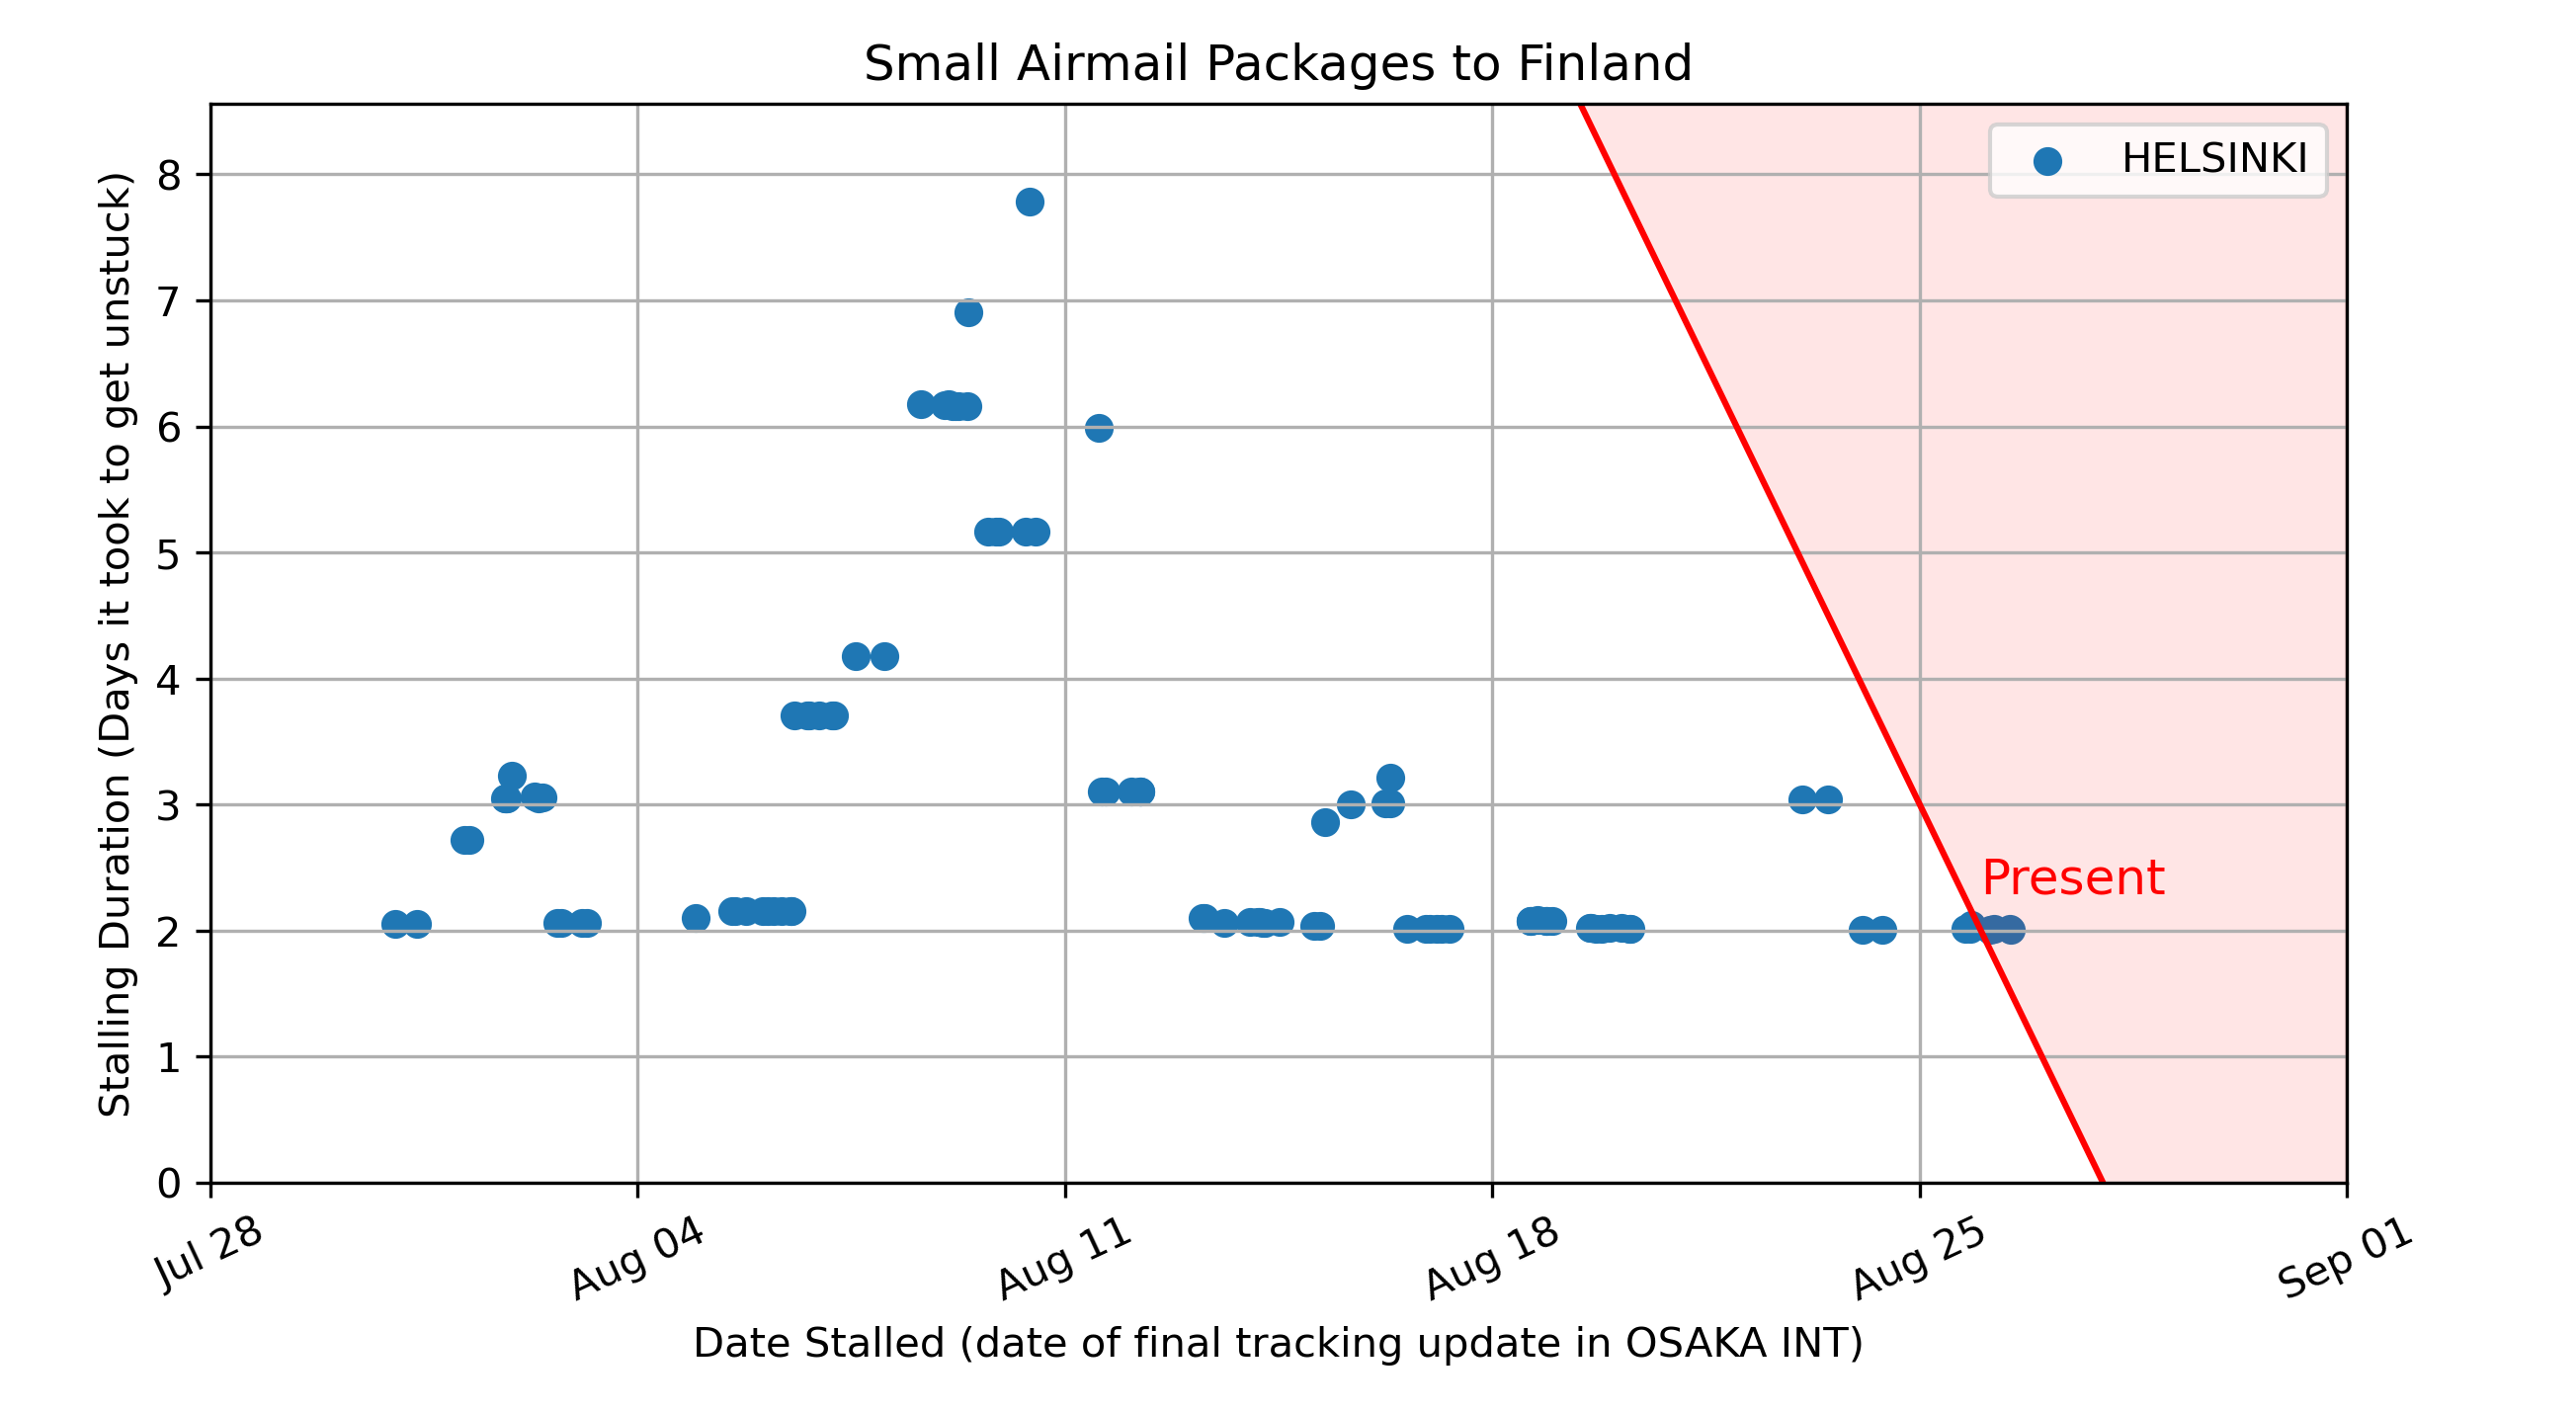 Small Airmail Packages to Finland
HELSINKI
Stalling Duration (Days it took to get unstuck)
8
7
6
5
4
3
2
1
0
Present
Jul 28
Aug 04
Aug 11
Aug 18
Aug 25
Sep 01
Date Stalled (date of final tracking update in OSAKA INT)